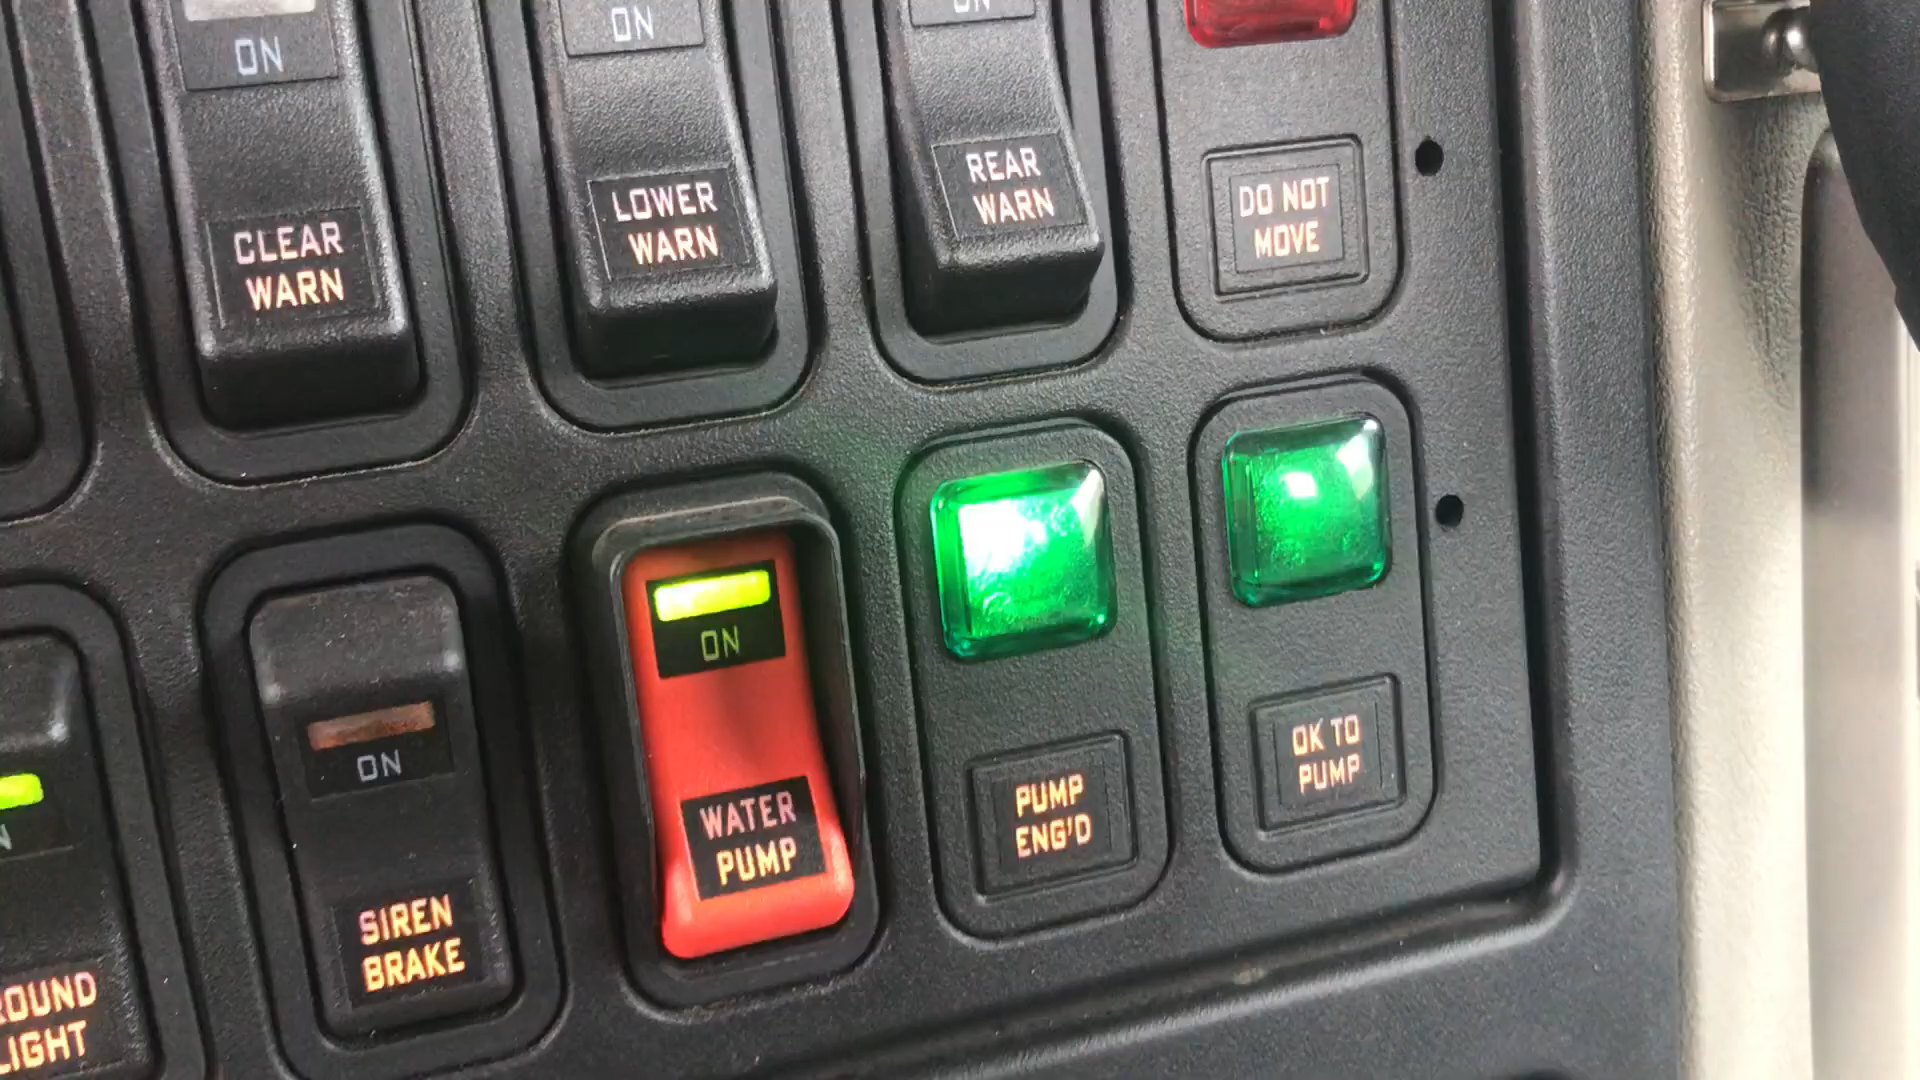 ON
ON
ON
CLEAR
WARN
LOWER
WARN
REAR
WARN
DO NOT
MOVE
ON
SIREN
BRAKE
ON
WATER
PUMP
PUMP
ENG'D
OK TO
PUMP